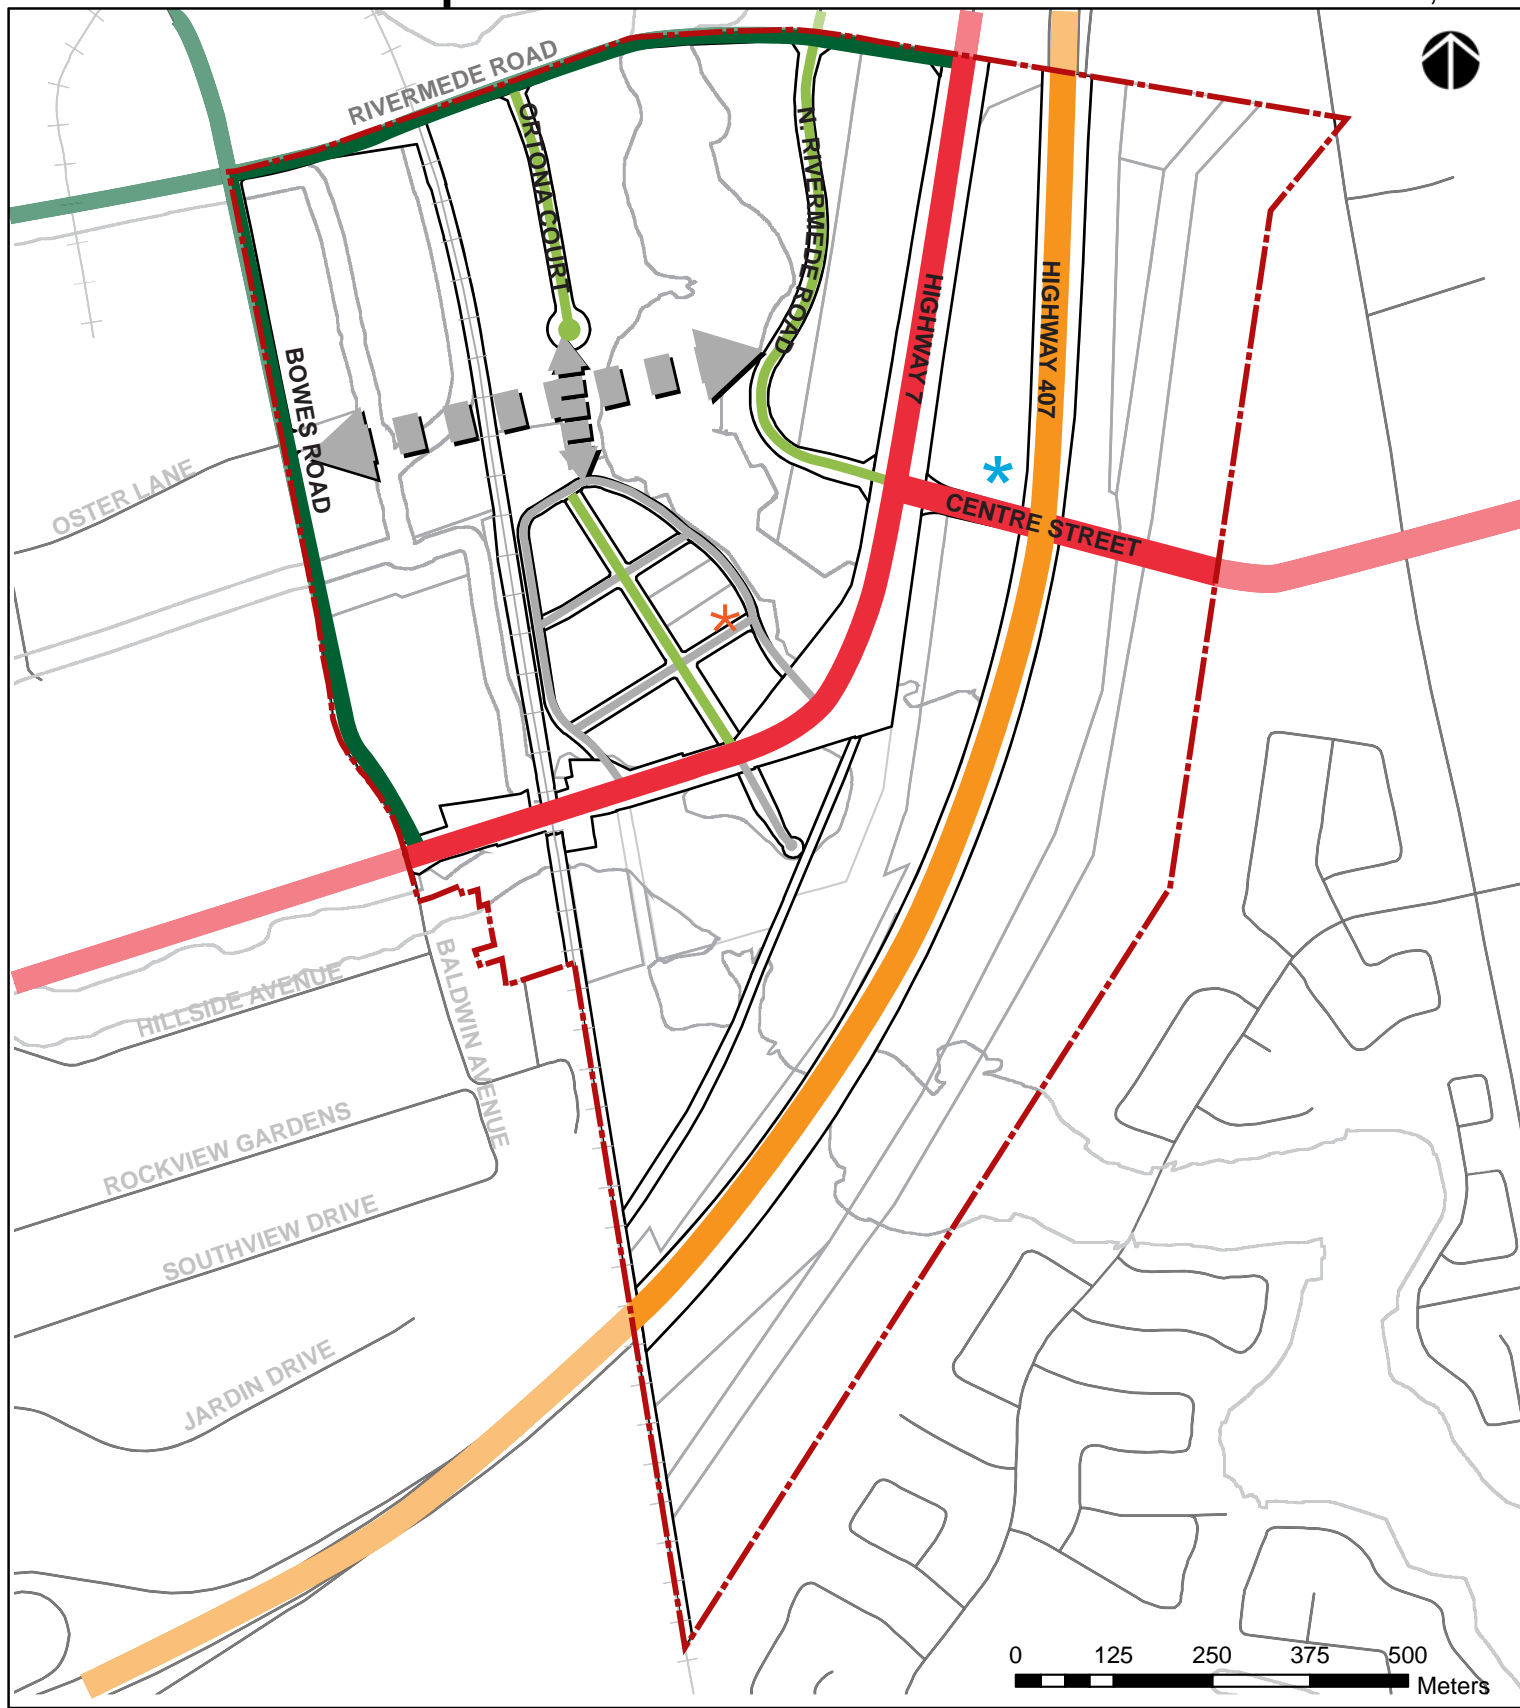 RIVERMEDE ROAD
ORTONA COURT
N. RIVERMEDE ROAD
HIGHWAY 7
HIGHWAY 407
BOWES ROAD
OSTER LANE
*
CENTRE STREET
*
HILLSIDE AVENUE
BALDWIN AVENUE
ROCKVIEW GARDENS
SOUTHVIEW DRIVE
JARDIN DRIVE
0 125 250 375 500
Meters